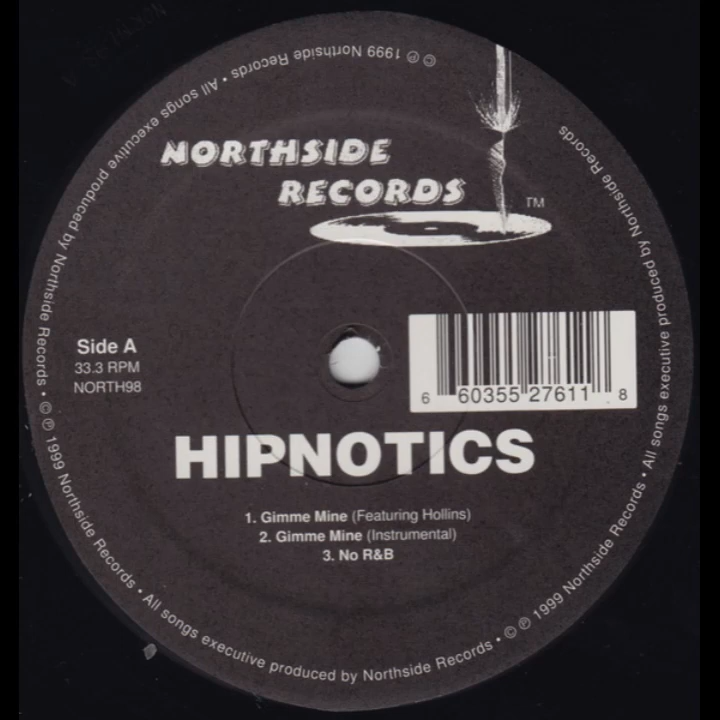 NORTHSIDE
RECORDS
TM
Side A
33.3 RPM
NORTH98
6 60355 27611 8
HIPNOTICS
1. Gimme Mine (Featuring Hollins)
2. Gimme Mine (Instrumental)
3. No R&B
© ℗ 1999 Northside Records • All songs executive produced by Northside Records • © ℗ 1999 Northside Records • All songs executive produced by Northside Records • © ℗ 1999 Northside Records • All songs executive produced by Northside Records